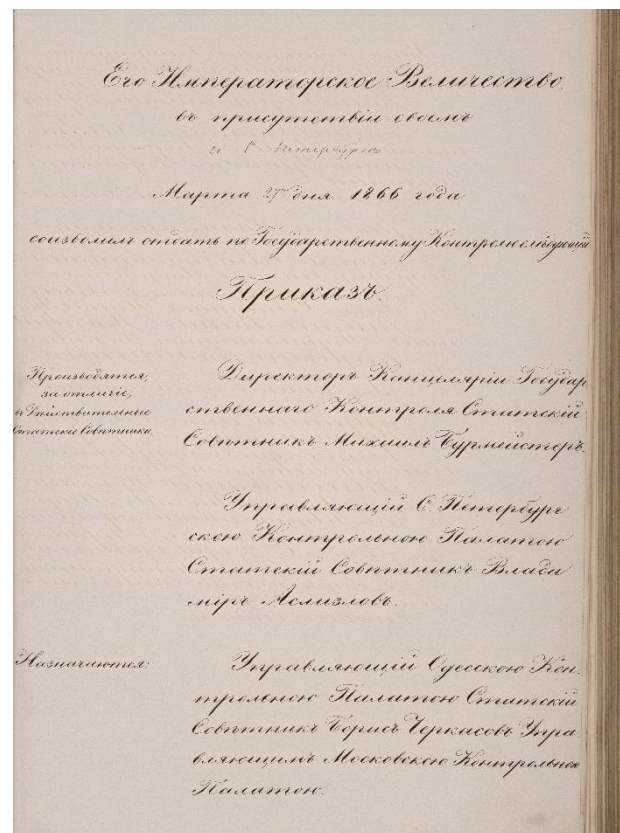 Его Императорское Величество,
въ присутствіи своемъ
въ С. Петербургѣ
Марта 27го дня 1866 года
соизволилъ отдать по Государственному Контролю слѣдующій
Приказъ.
Производятся,
за отличіе,
въ Дѣйствительные
Статскіе Совѣтники
Директоръ Канцеляріи Государ
ственнаго Контроля Статскій
Совѣтникъ Михаилъ Бурмейстеръ.
Управляющій С. Петербург
скою Контрольною Палатою
Статскій Совѣтникъ Влади
міръ
Назначаются:
Управляющій Одесскою Кон-
трольною Палатою Статскій
Совѣтникъ Борисъ Черкасовъ Упра
вляющимъ Московскою Контрольною
Палатою.